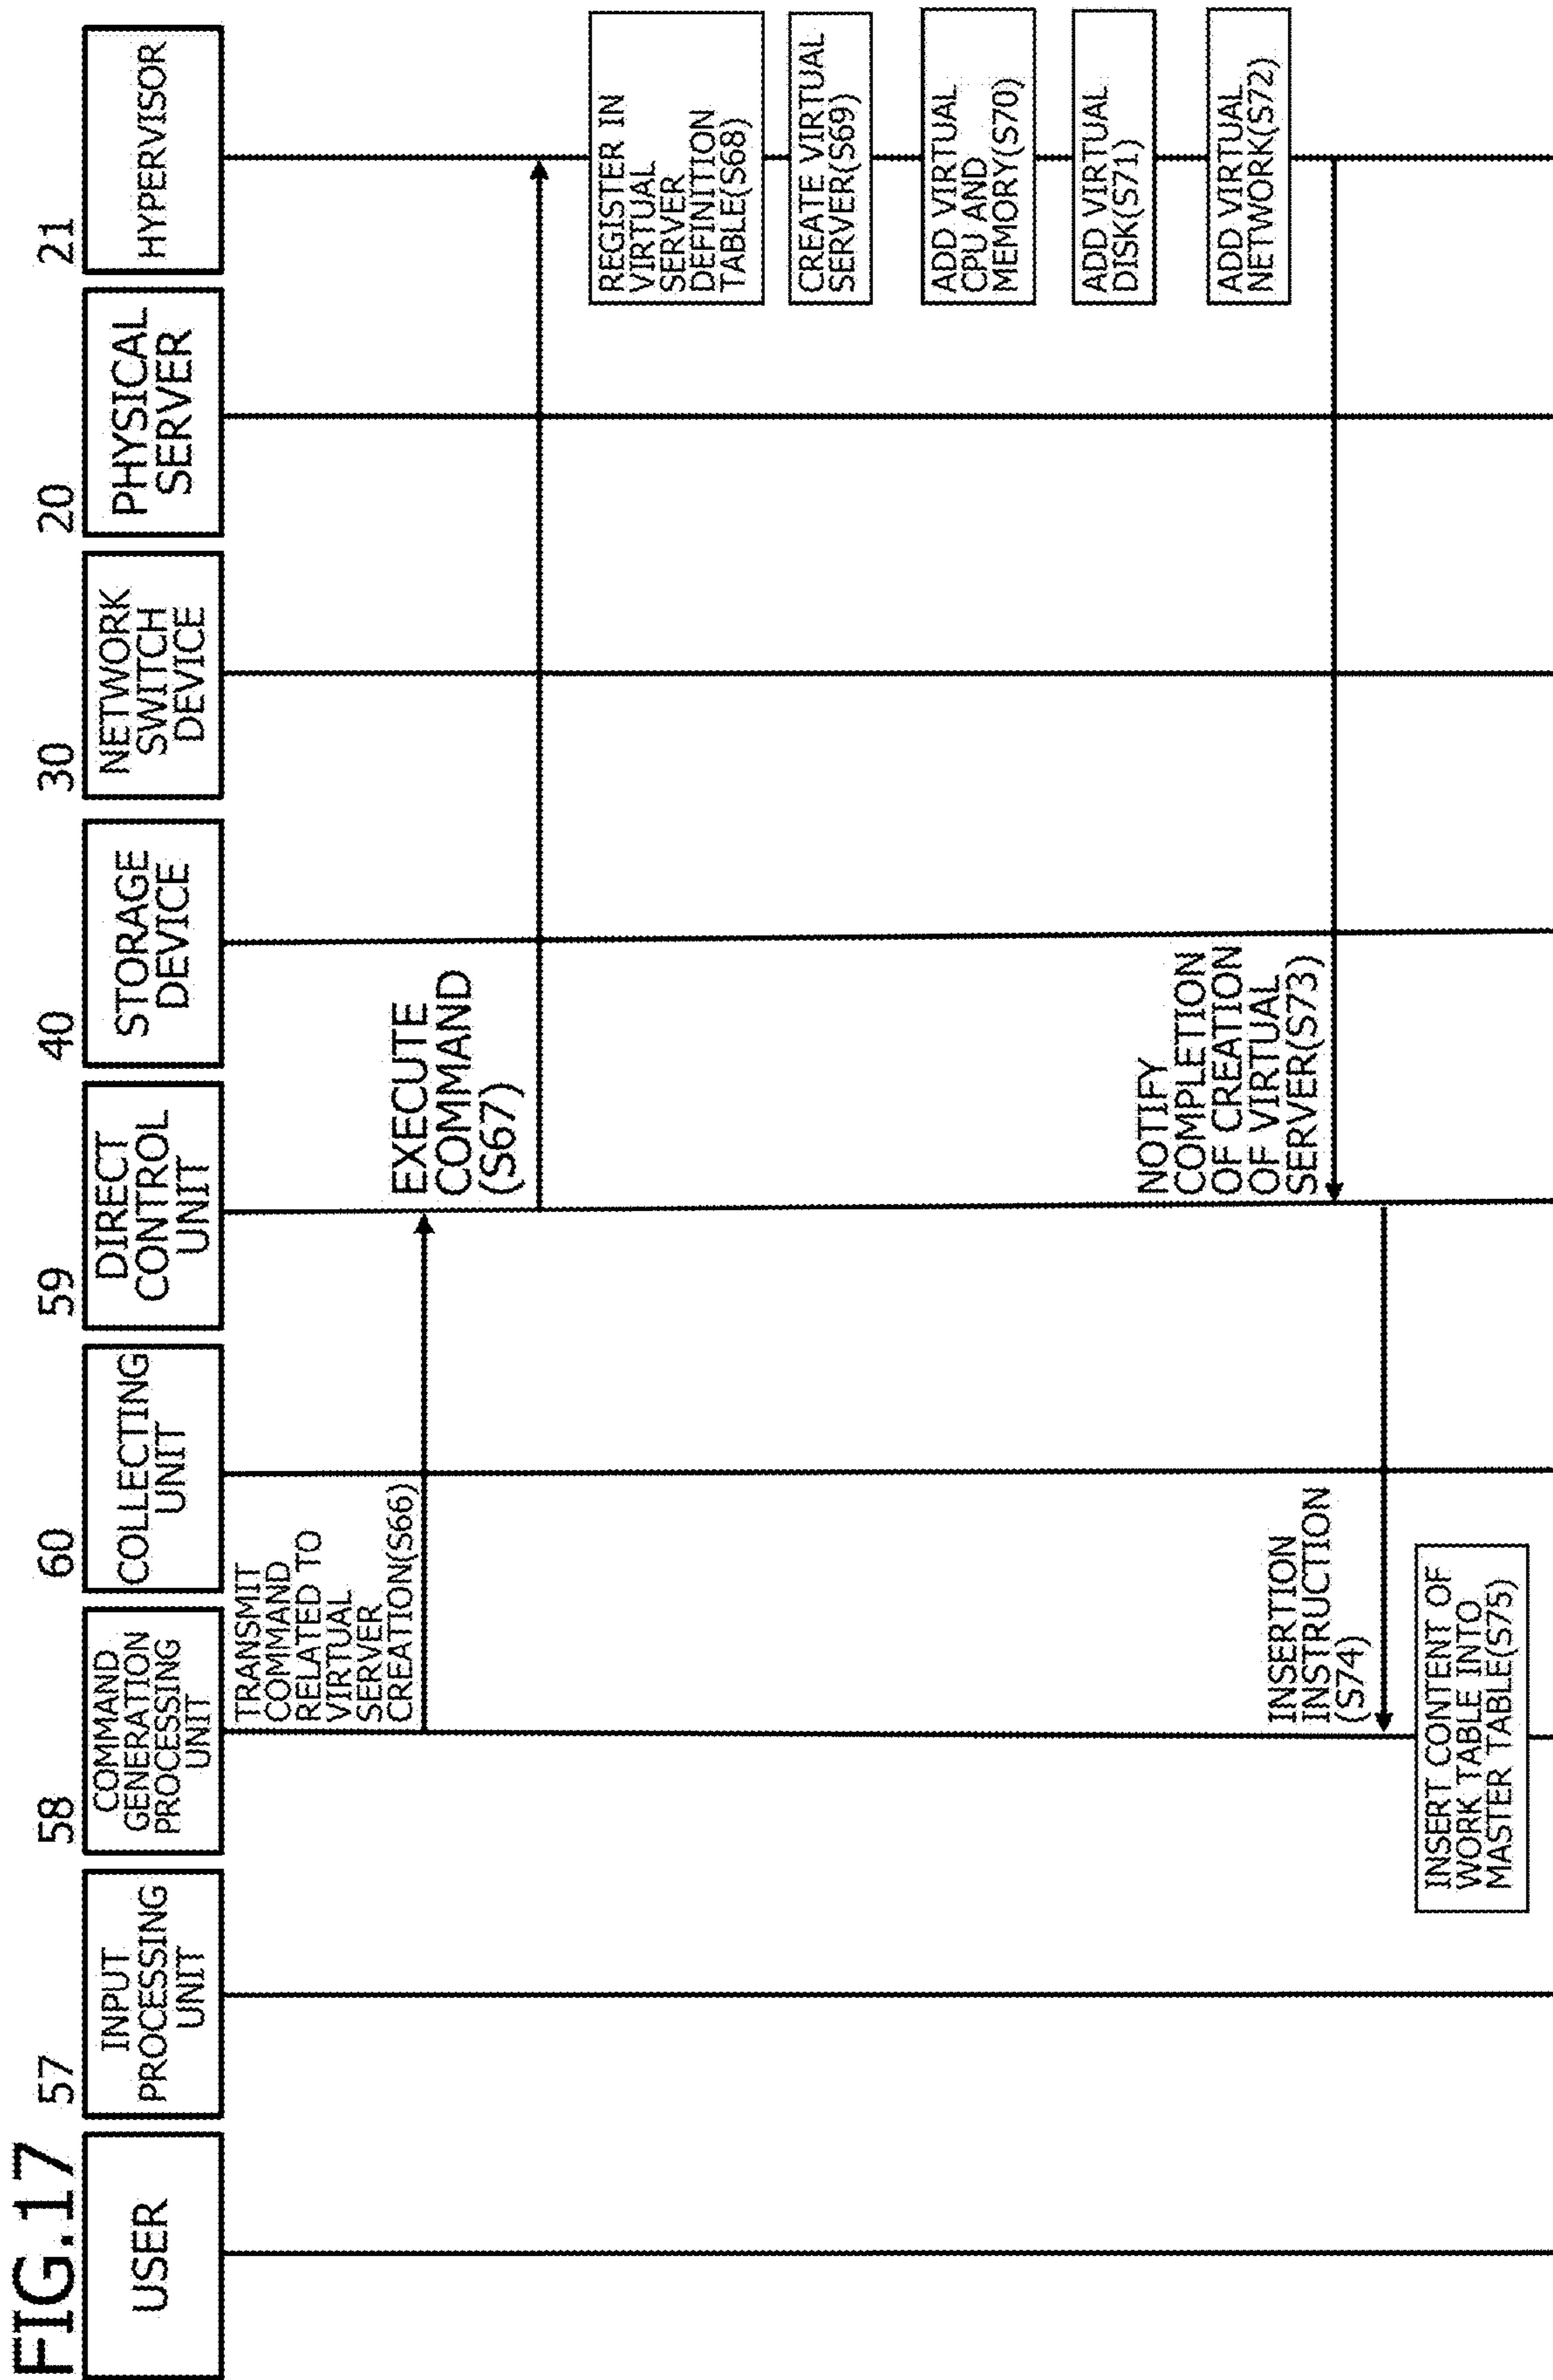 FIG.17
USER
57
INPUT
PROCESSING
UNIT
58
COMMAND
GENERATION
PROCESSING
UNIT
60
COLLECTING
UNIT
59
DIRECT
CONTROL
UNIT
40
STORAGE
DEVICE
30
NETWORK
SWITCH
DEVICE
20
PHYSICAL
SERVER
21
HYPERVISOR
TRANSMIT
COMMAND
RELATED TO
VIRTUAL
SERVER
CREATION(S66)
EXECUTE
COMMAND
(S67)
REGISTER IN
VIRTUAL
SERVER
DEFINITION
TABLE(S68)
CREATE VIRTUAL
SERVER(S69)
ADD VIRTUAL
CPU AND
MEMORY(S70)
ADD VIRTUAL
DISK(S71)
ADD VIRTUAL
NETWORK(S72)
NOTIFY
COMPLETION
OF CREATION
OF VIRTUAL
SERVER(S73)
INSERTION
INSTRUCTION
(S74)
INSERT CONTENT OF
WORK TABLE INTO
MASTER TABLE(S75)